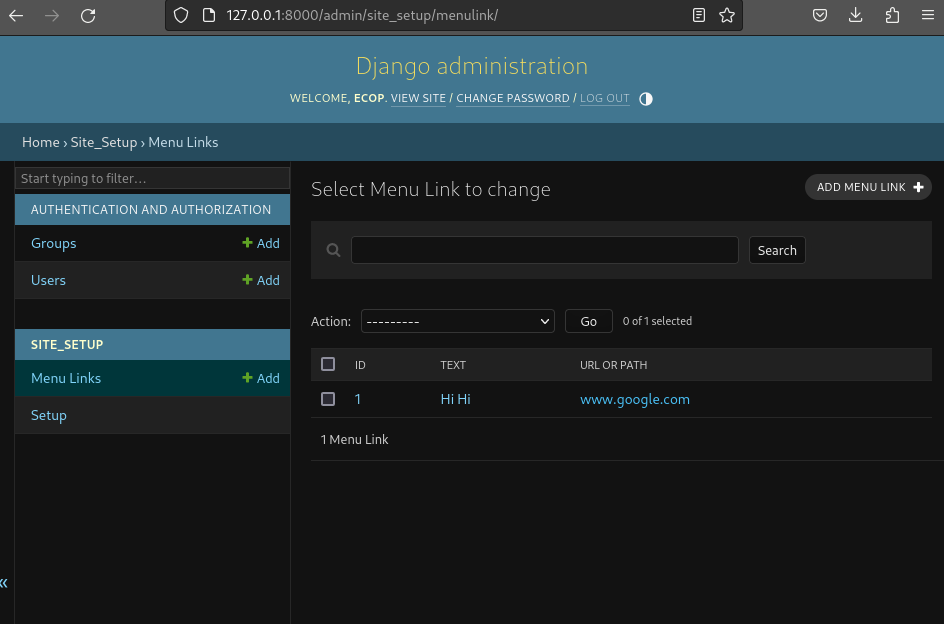 127.0.0.1:8000/admin/site_setup/menulink/
Django administration
WELCOME, ECOP. VIEW SITE / CHANGE PASSWORD / LOG OUT
Home › Site_Setup › Menu Links
Start typing to filter...
AUTHENTICATION AND AUTHORIZATION
Groups + Add
Users + Add
SITE_SETUP
Menu Links + Add
Setup
«
Select Menu Link to change
ADD MENU LINK +
Search
Action: --------- Go 0 of 1 selected
ID TEXT URL OR PATH
1 Hi Hi www.google.com
1 Menu Link